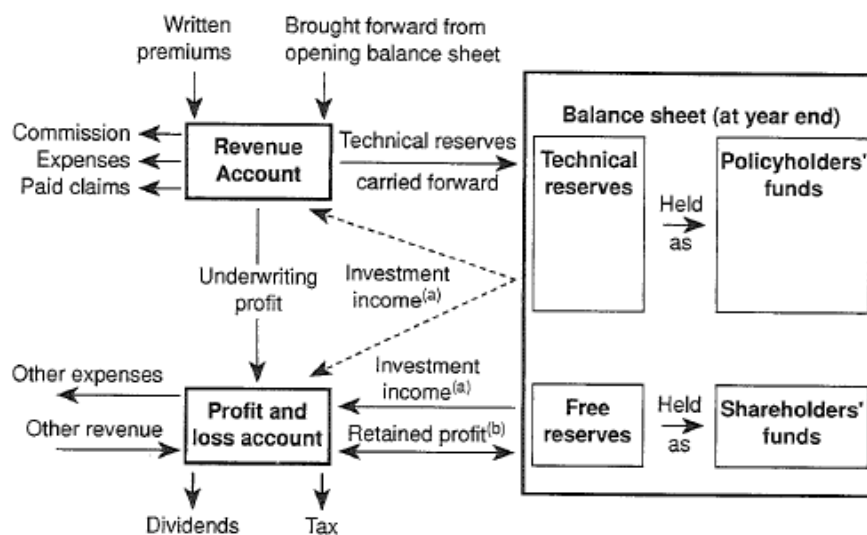 Written
premiums
Brought forward from
opening balance sheet
Balance sheet (at year end)
Commission
Expenses
Paid claims
Revenue
Account
Technical reserves
carried forward
Technical
reserves
Held
as
Policyholders'
funds
Underwriting
profit
Investment
income(a)
Other expenses
Other revenue
Profit and
loss account
Investment
income(a)
Retained profit(b)
Free
reserves
Held
as
Shareholders'
funds
Dividends
Tax